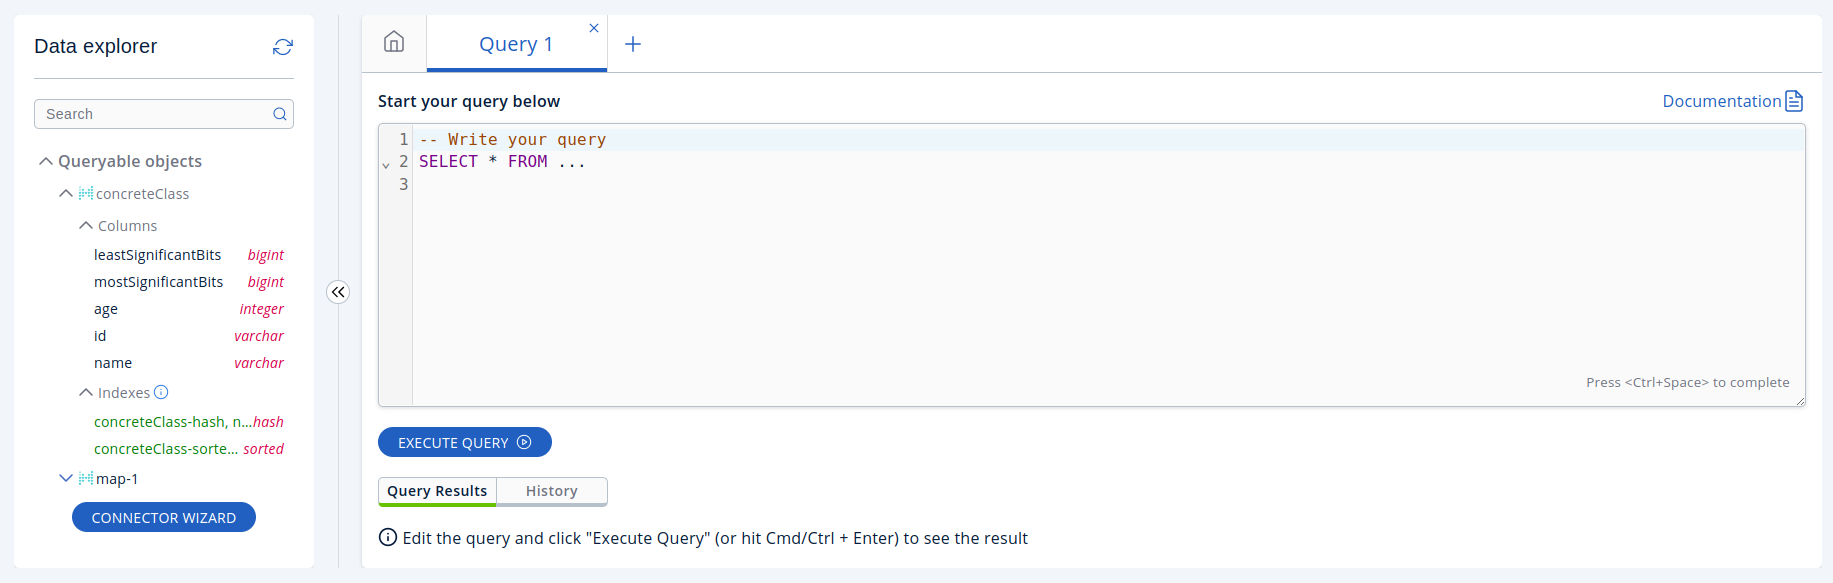 Data explorer
Search
Queryable objects
concreteClass
Columns
leastSignificantBits bigint
mostSignificantBits bigint
age integer
id varchar
name varchar
Indexes
concreteClass-hash, n... hash
concreteClass-sorte... sorted
map-1
CONNECTOR WIZARD
Query 1
Start your query below
Documentation
1 -- Write your query
2 SELECT * FROM ...
3
Press <Ctrl+Space> to complete
EXECUTE QUERY
Query Results History
Edit the query and click "Execute Query" (or hit Cmd/Ctrl + Enter) to see the result